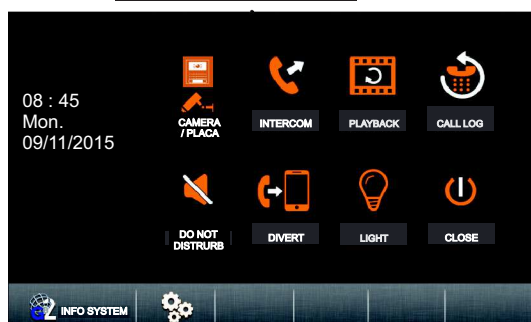 08 : 45
Mon.
09/11/2015
CAMERA
/ PLACA
INTERCOM
PLAYBACK
CALL LOG
DO NOT
DISTRURB
DIVERT
LIGHT
CLOSE
INFO SYSTEM